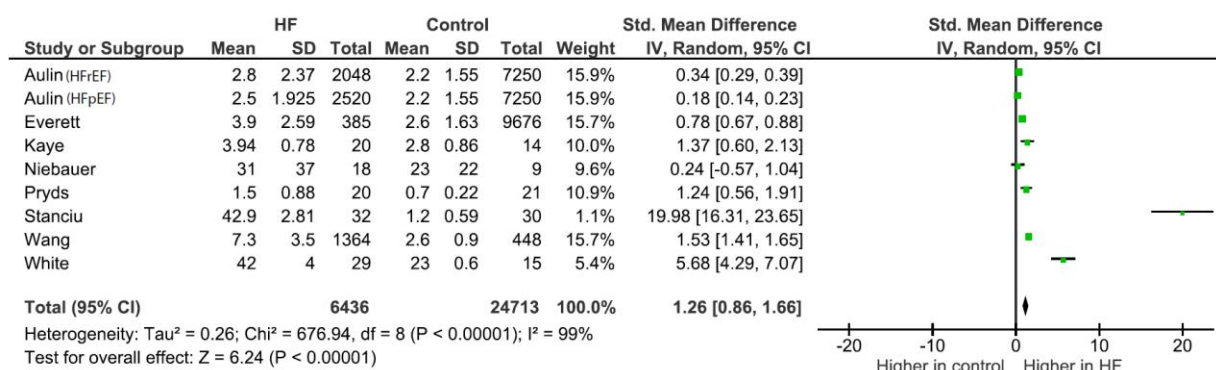 HF Control Std. Mean Difference Std. Mean Difference
Study or Subgroup Mean SD Total Mean SD Total Weight IV, Random, 95% CI IV, Random, 95% CI
Aulin (HFrEF) 2.8 2.37 2048 2.2 1.55 7250 15.9% 0.34 [0.29, 0.39]
Aulin (HFpEF) 2.5 1.925 2520 2.2 1.55 7250 15.9% 0.18 [0.14, 0.23]
Everett 3.9 2.59 385 2.6 1.63 9676 15.7% 0.78 [0.67, 0.88]
Kaye 3.94 0.78 20 2.8 0.86 14 10.0% 1.37 [0.60, 2.13]
Niebauer 31 37 18 23 22 9 9.6% 0.24 [-0.57, 1.04]
Pryds 1.5 0.88 20 0.7 0.22 21 10.9% 1.24 [0.56, 1.91]
Stanciu 42.9 2.81 32 1.2 0.59 30 1.1% 19.98 [16.31, 23.65]
Wang 7.3 3.5 1364 2.6 0.9 448 15.7% 1.53 [1.41, 1.65]
White 42 4 29 23 0.6 15 5.4% 5.68 [4.29, 7.07]
Total (95% CI) 6436 24713 100.0% 1.26 [0.86, 1.66]
Heterogeneity: Tau² = 0.26; Chi² = 676.94, df = 8 (P < 0.00001); I² = 99%
Test for overall effect: Z = 6.24 (P < 0.00001)
-20 -10 0 10 20
Higher in control Higher in HF